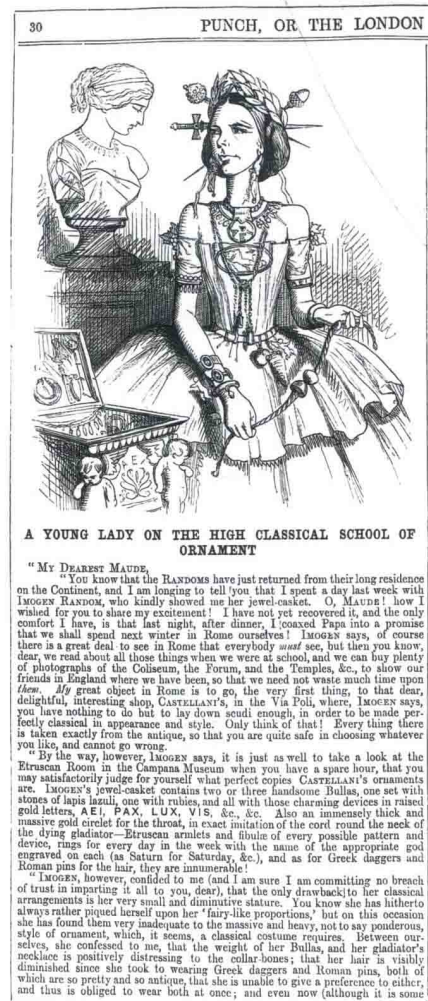 30
PUNCH, OR THE LONDON
A YOUNG LADY ON THE HIGH CLASSICAL SCHOOL OF
ORNAMENT
"MY DEAREST MAUDE,
"You know that the RANDOMS have just returned from their long residence
on the Continent, and I am longing to tell you that I spent a day last week with
IMOGEN RANDOM, who kindly showed me her jewel-casket. O, MAUDE! how I
wished for you to share my excitement! I have not yet recovered it, and the only
comfort I have, is that last night, after dinner, I coaxed Papa into a promise
that we shall spend next winter in Rome ourselves! IMOGEN says, of course
there is a great deal to see in Rome that everybody must see, but then you know,
dear, we read about all those things when we were at school, and we can buy plenty
of photographs of the Coliseum, the Forum, and the Temples, &c., to show our
friends in England where we have been, so that we need not waste much time upon
them. My great object in Rome is to go, the very first thing, to that dear,
delightful, interesting shop, CASTELLANI'S, in the Via Poli, where, IMOGEN says,
you have nothing to do but to lay down scudi enough, in order to be made per-
fectly classical in appearance and style. Only think of that! Every thing there
is taken exactly from the antique, so that you are quite safe in choosing whatever
you like, and cannot go wrong.
"By the way, however, IMOGEN says, it is just as well to take a look at the
Etruscan Room in the Campana Museum when you have a spare hour, that you
may satisfactorily judge for yourself what perfect copies CASTELLANI'S ornaments
are. IMOGEN'S jewel-casket contains two or three handsome Bullas, one set with
stones of lapis lazuli, one with rubies, and all with those charming devices in raised
gold letters, AEI, PAX, LUX, VIS, &c., &c. Also an immensely thick and
massive gold circlet for the throat, in exact imitation of the cord round the neck of
the dying gladiator—Etruscan armlets and fibulæ of every possible pattern and
device, rings for every day in the week with the name of the appropriate god
engraved on each (as Saturn for Saturday, &c.), and as for Greek daggers and
Roman pins for the hair, they are innumerable!
"IMOGEN, however, confided to me (and I am sure I am committing no breach
of trust in imparting it all to you, dear), that the only drawback to her classical
arrangements is her very small and diminutive stature. You know she has hitherto
always rather piqued herself upon her 'fairy-like proportions,' but on this occasion
she has found them very inadequate to the massive and heavy, not to say ponderous,
style of ornament, which, it seems, a classical costume requires. Between our-
selves, she confessed to me, that the weight of her Bullas, and her gladiator's
necklace is positively distressing to the collar-bones; that her hair is visibly
diminished since she took to wearing Greek daggers and Roman pins, both of
which are so pretty and so antique, that she is unable to give a preference to either,
and thus is obliged to wear both at once; and even now (although it is some